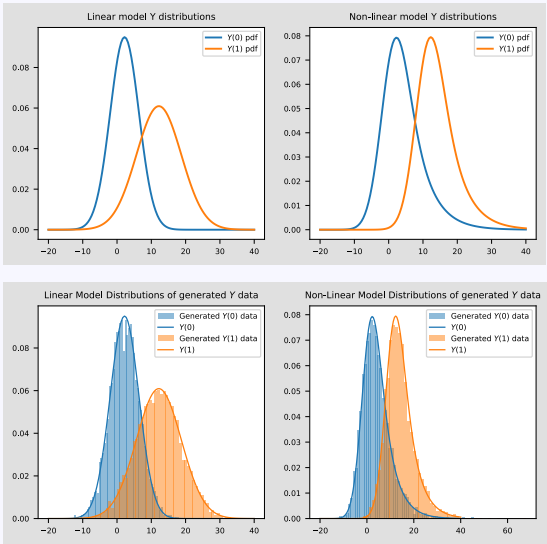 Linear model Y distributions
Non-linear model Y distributions
Y(0) pdf
Y(1) pdf
Y(0) pdf
Y(1) pdf
0.08
0.06
0.04
0.02
0.00
−20 −10 0 10 20 30 40
0.08
0.07
0.06
0.05
0.04
0.03
0.02
0.01
0.00
−20 −10 0 10 20 30 40
Linear Model Distributions of generated Y data
Non-Linear Model Distributions of generated Y data
Generated Y(0) data
Y(0)
Generated Y(1) data
Y(1)
Generated Y(0) data
Y(0)
Generated Y(1) data
Y(1)
0.08
0.06
0.04
0.02
0.00
−20 −10 0 10 20 30 40
0.08
0.07
0.06
0.05
0.04
0.03
0.02
0.01
0.00
−20 0 20 40 60